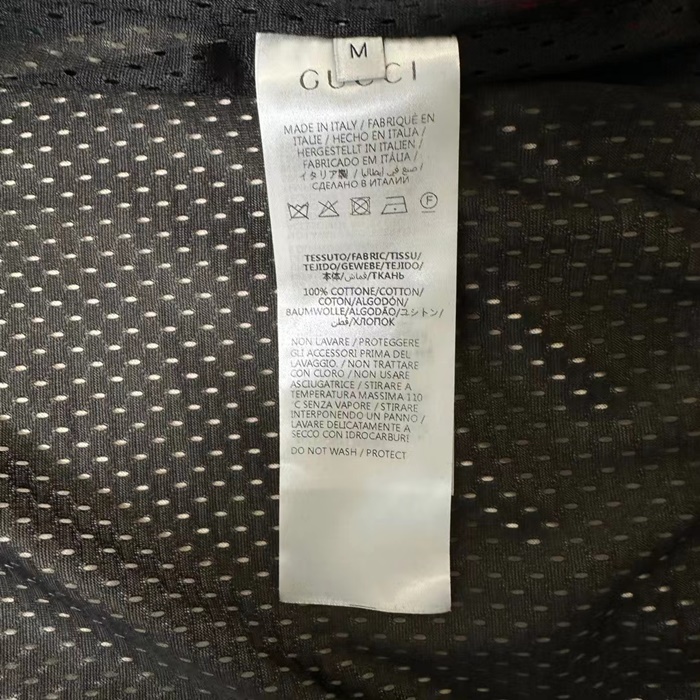 M
GUCCI
MADE IN ITALY / FABRIQUÉ EN
ITALIE / HECHO EN ITALIA /
HERGESTELLT IN ITALIEN /
FABRICADO EM ITÁLIA /
イタリア製 / صنع في إيطاليا /
СДЕЛАНО В ИТАЛИИ
F
TESSUTO/FABRIC/TISSU/
TEJIDO/GEWEBE/TEJIDO/
本体/قماش/ТКАНЬ
100% COTTONE/COTTON/
COTON/ALGODÓN/
BAUMWOLLE/ALGODÃO/ユシトン/
قطن/ХЛОПОК
NON LAVARE / PROTEGGERE
GLI ACCESSORI PRIMA DEL
LAVAGGIO. / NON TRATTARE
CON CLORO / NON USARE
ASCIUGATRICE / STIRARE A
TEMPERATURA MASSIMA 110
°C SENZA VAPORE / STIRARE
INTERPONENDO UN PANNO /
LAVARE DELICATAMENTE A
SECCO CON IDROCARBURI
DO NOT WASH / PROTECT